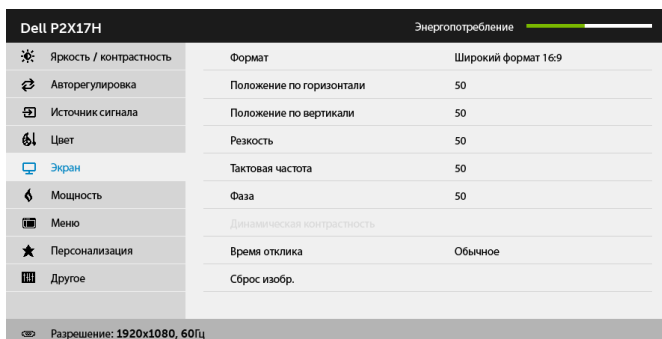 Dell P2X17H Энергопотребление
Яркость / контрастность Формат Широкий формат 16:9
Авторегулировка Положение по горизонтали 50
Источник сигнала Положение по вертикали 50
Цвет Резкость 50
Экран Тактовая частота 50
Мощность Фаза 50
Меню Динамическая контрастность
Персонализация Время отклика Обычное
Другое Сброс изобр.
Разрешение: 1920x1080, 60Гц